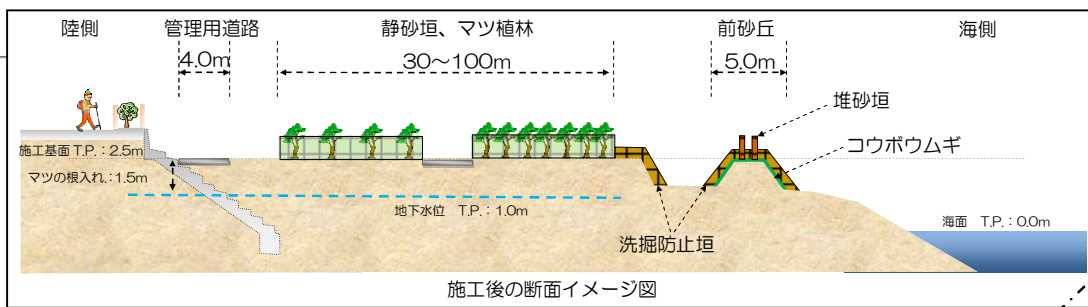 陸側 管理用道路 静砂垣、マツ植林 前砂丘 海側
4.0m 30~100m 5.0m
堆砂垣
コウボウムギ
施工基面 T.P.:2.5m
マツの根入れ:1.5m
地下水位 T.P.:1.0m
海面 T.P.:0.0m
洗掘防止垣
施工後の断面イメージ図